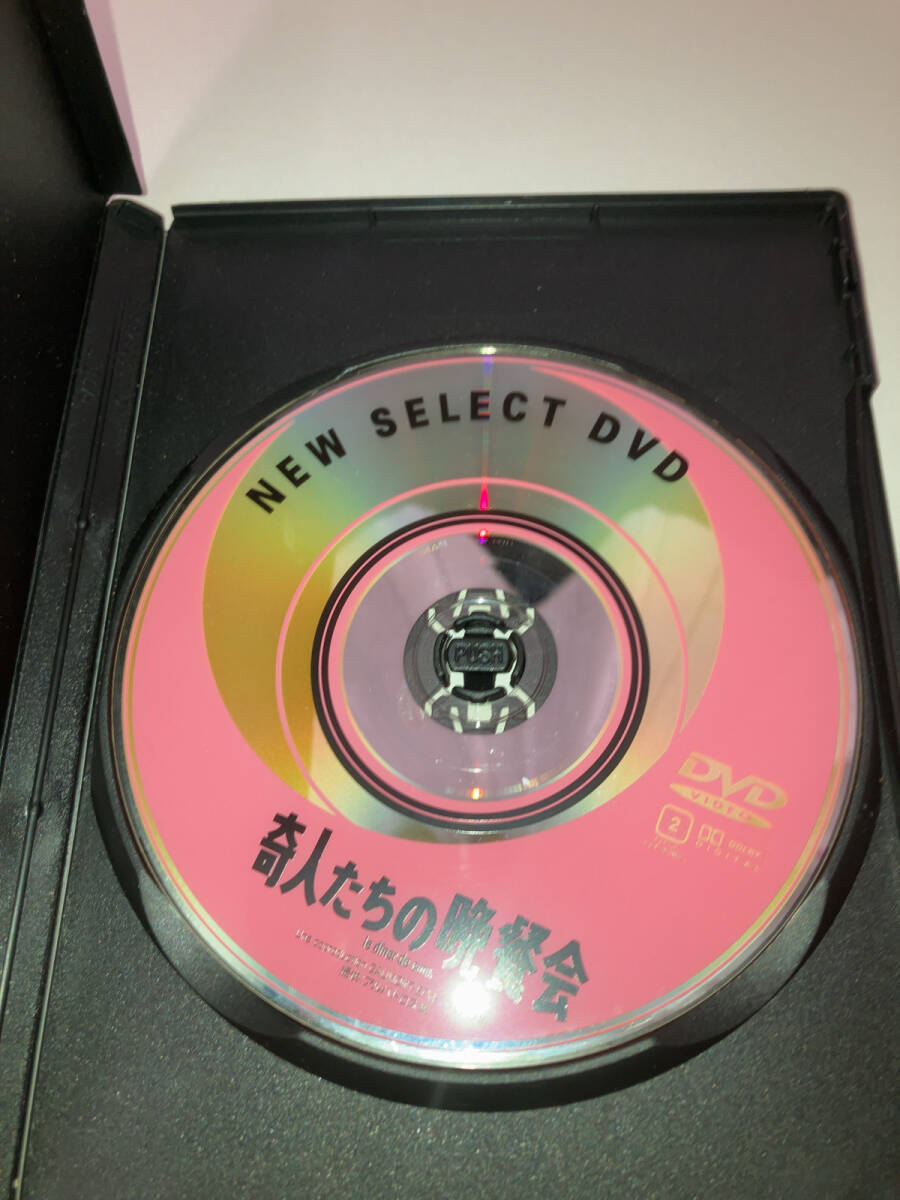 NEW SELECT DVD
PUSH
DVD
VIDEO
2
DOLBY
DIGITAL
奇人たちの晩餐会
le dîner de cons